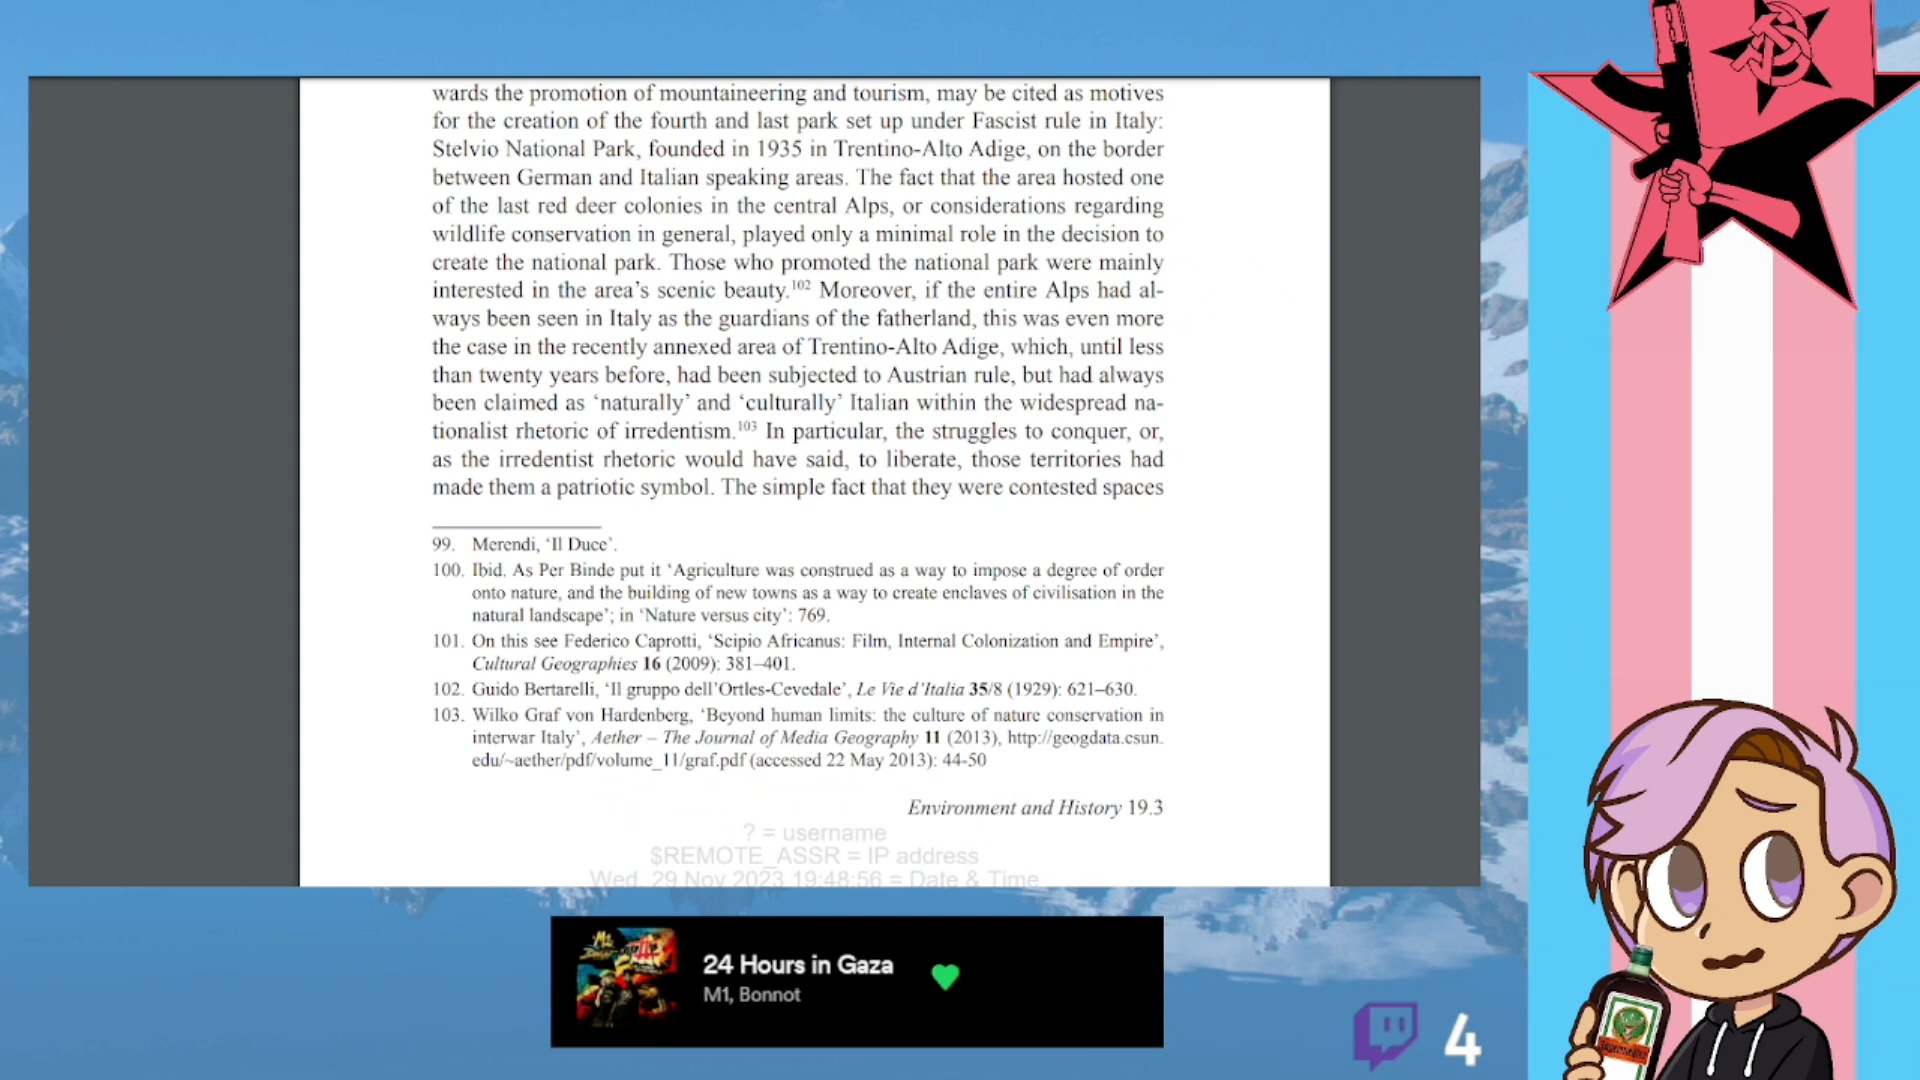 wards the promotion of mountaineering and tourism, may be cited as motives
for the creation of the fourth and last park set up under Fascist rule in Italy:
Stelvio National Park, founded in 1935 in Trentino-Alto Adige, on the border
between German and Italian speaking areas. The fact that the area hosted one
of the last red deer colonies in the central Alps, or considerations regarding
wildlife conservation in general, played only a minimal role in the decision to
create the national park. Those who promoted the national park were mainly
interested in the area's scenic beauty.102 Moreover, if the entire Alps had al-
ways been seen in Italy as the guardians of the fatherland, this was even more
the case in the recently annexed area of Trentino-Alto Adige, which, until less
than twenty years before, had been subjected to Austrian rule, but had always
been claimed as 'naturally' and 'culturally' Italian within the widespread na-
tionalist rhetoric of irredentism.103 In particular, the struggles to conquer, or,
as the irredentist rhetoric would have said, to liberate, those territories had
made them a patriotic symbol. The simple fact that they were contested spaces
99. Merendi, 'Il Duce'.
100. Ibid. As Per Binde put it 'Agriculture was construed as a way to impose a degree of order
onto nature, and the building of new towns as a way to create enclaves of civilisation in the
natural landscape'; in 'Nature versus city': 769.
101. On this see Federico Caprotti, 'Scipio Africanus: Film, Internal Colonization and Empire',
Cultural Geographies 16 (2009): 381–401.
102. Guido Bertarelli, 'Il gruppo dell'Ortles-Cevedale', Le Vie d'Italia 35/8 (1929): 621–630.
103. Wilko Graf von Hardenberg, 'Beyond human limits: the culture of nature conservation in
interwar Italy', Aether – The Journal of Media Geography 11 (2013), http://geogdata.csun.
edu/~aether/pdf/volume_11/graf.pdf (accessed 22 May 2013): 44-50
Environment and History 19.3
? = username
$REMOTE_ASSR = IP address
Wed, 29 Nov 2023 19:48:56 = Date & Time
24 Hours in Gaza
M1, Bonnot
4